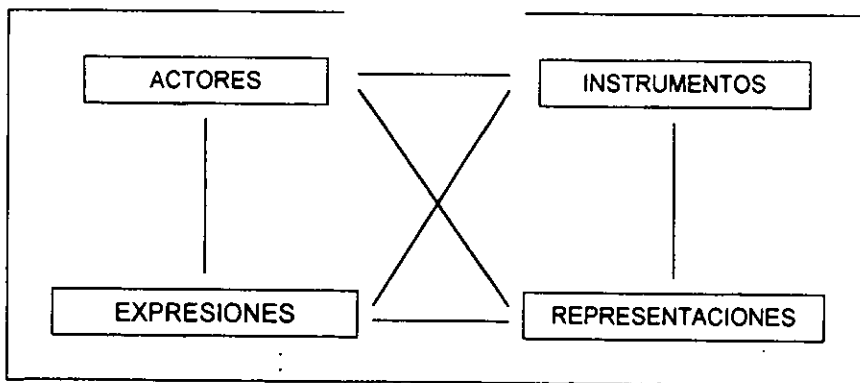 ACTORES
INSTRUMENTOS
EXPRESIONES
REPRESENTACIONES